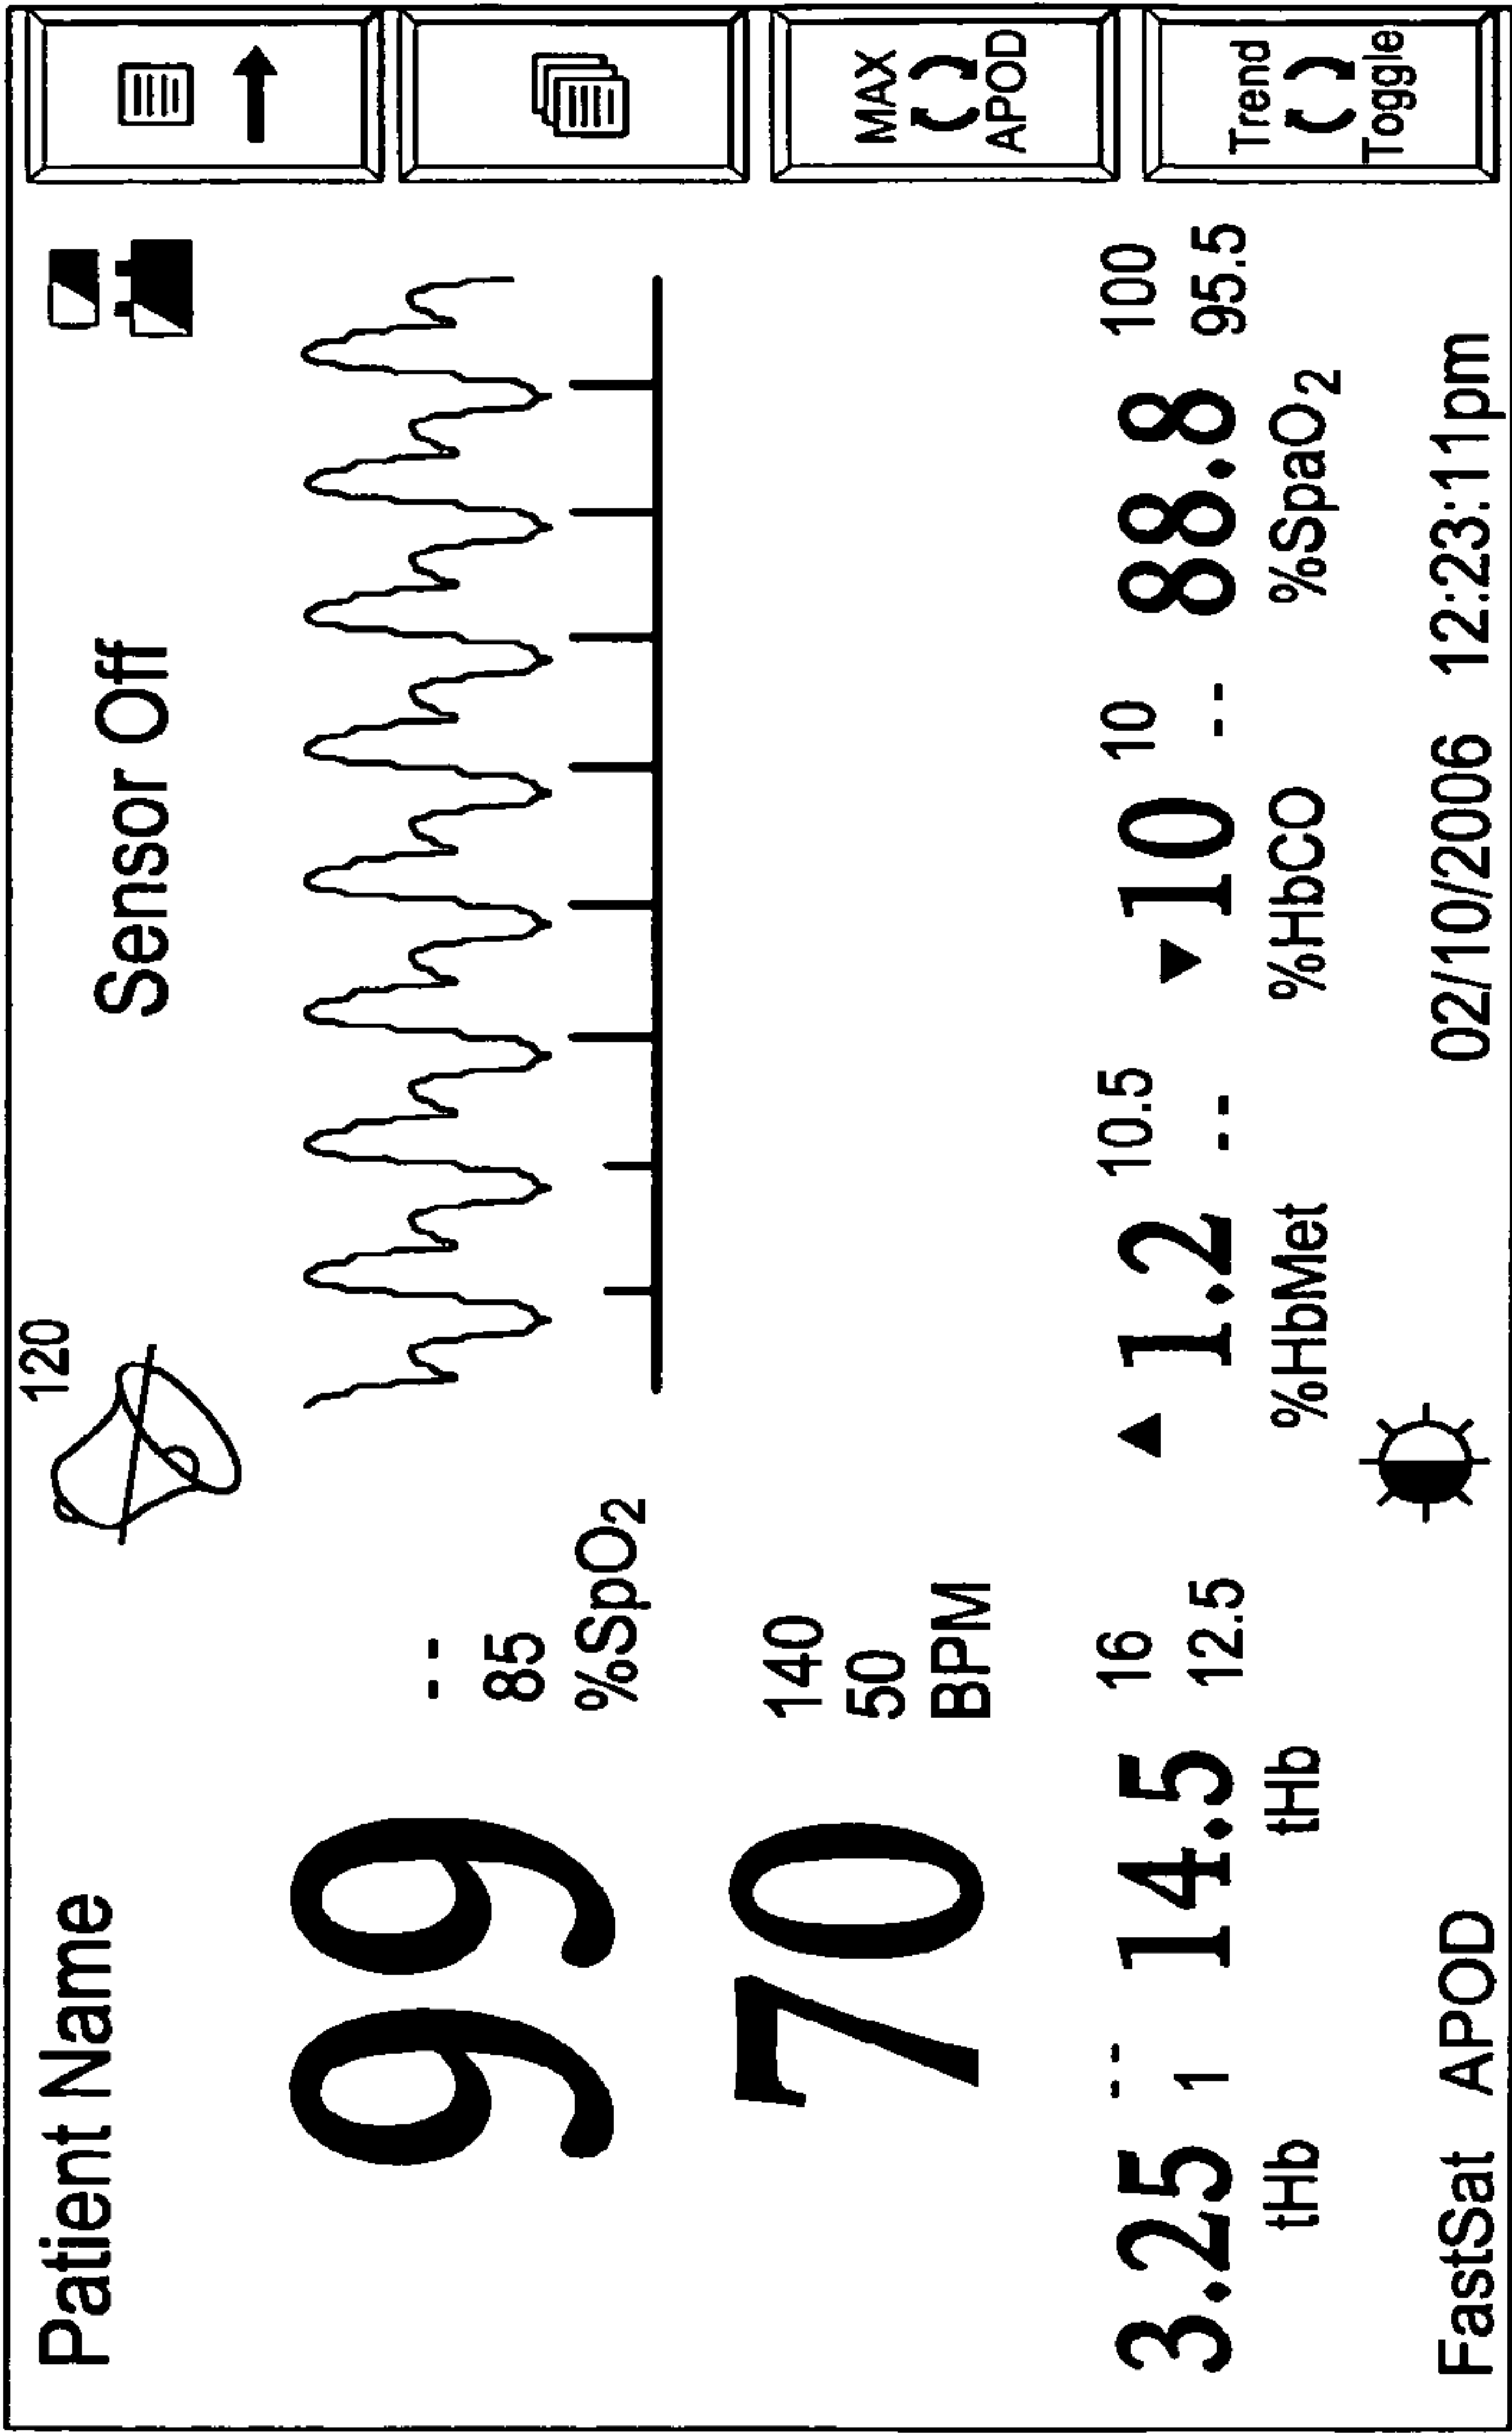 Patient Name
120
Sensor Off
99
--
85
%SpO2
70
140
50
BPM
3.25 -- 14.5 16 1.2 10.5 10 10 88.8 100
1 12.5 -- -- 95.5
tHb tHb %HbMet %HbCO %SpaO2
FastSat APOD 02/10/2006 12:23:11pm
MAX
APOD
Trend
Toggle